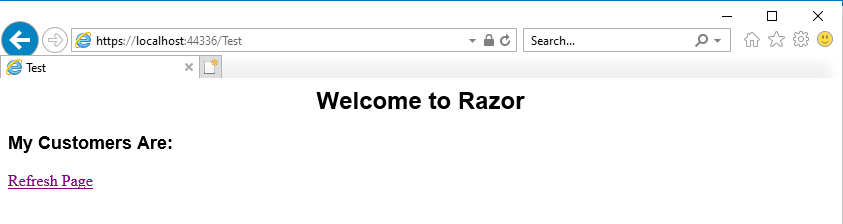 https://localhost:44336/Test
Search...
Test
Welcome to Razor
My Customers Are:
Refresh Page